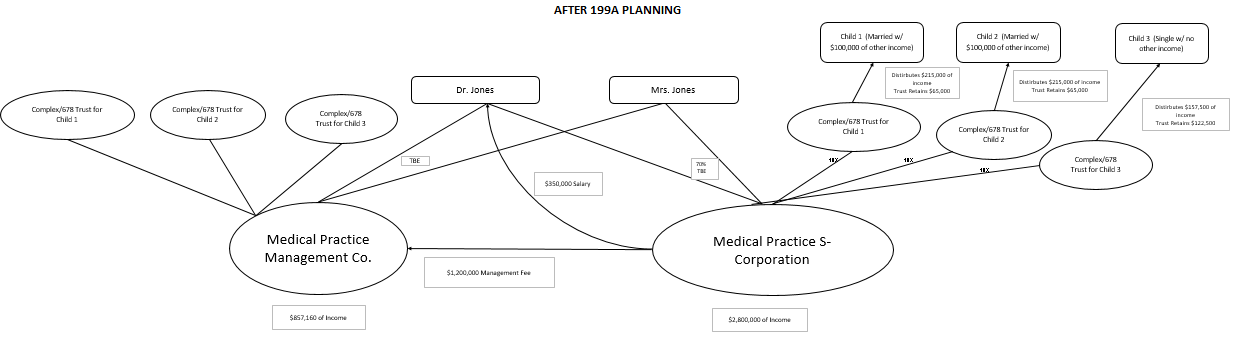 AFTER 199A PLANNING
Child 1 (Married w/
$100,000 of other income)
Child 2 (Married w/
$100,000 of other income)
Child 3 (Single w/ no
other income)
Distirbutes $215,000 of
income
Trust Retains $65,000
Distirbutes $215,000 of income
Trust Retains $65,000
Distirbutes $157,500 of
income
Trust Retains $122,500
Dr. Jones
Mrs. Jones
Complex/678 Trust for
Child 1
Complex/678 Trust for
Child 2
Complex/678
Trust for Child 3
Complex/678 Trust for
Child 1
Complex/678 Trust for
Child 2
Complex/678
Trust for Child 3
TBE
70%
TBE
$350,000 Salary
Medical Practice
Management Co.
Medical Practice S-
Corporation
$1,200,000 Management Fee
$857,160 of Income
$2,800,000 of Income